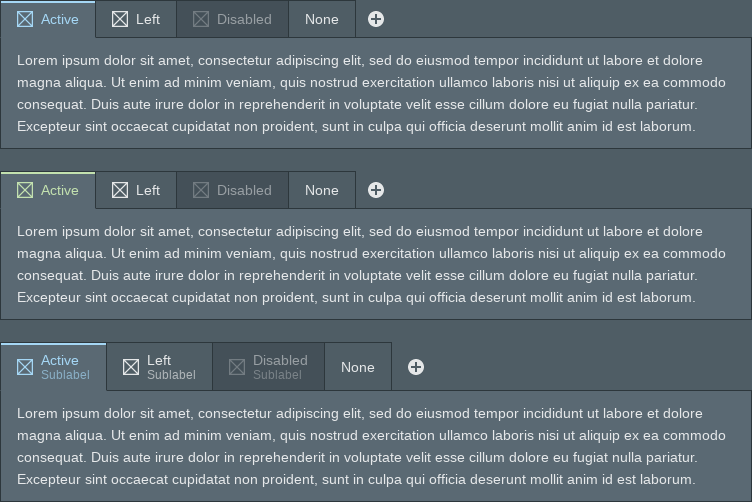 Active Left Disabled None
Lorem ipsum dolor sit amet, consectetur adipiscing elit, sed do eiusmod tempor incididunt ut labore et dolore
magna aliqua. Ut enim ad minim veniam, quis nostrud exercitation ullamco laboris nisi ut aliquip ex ea commodo
consequat. Duis aute irure dolor in reprehenderit in voluptate velit esse cillum dolore eu fugiat nulla pariatur.
Excepteur sint occaecat cupidatat non proident, sunt in culpa qui officia deserunt mollit anim id est laborum.
Active Left Disabled None
Lorem ipsum dolor sit amet, consectetur adipiscing elit, sed do eiusmod tempor incididunt ut labore et dolore
magna aliqua. Ut enim ad minim veniam, quis nostrud exercitation ullamco laboris nisi ut aliquip ex ea commodo
consequat. Duis aute irure dolor in reprehenderit in voluptate velit esse cillum dolore eu fugiat nulla pariatur.
Excepteur sint occaecat cupidatat non proident, sunt in culpa qui officia deserunt mollit anim id est laborum.
Active Left Disabled None
Sublabel Sublabel Sublabel
Lorem ipsum dolor sit amet, consectetur adipiscing elit, sed do eiusmod tempor incididunt ut labore et dolore
magna aliqua. Ut enim ad minim veniam, quis nostrud exercitation ullamco laboris nisi ut aliquip ex ea commodo
consequat. Duis aute irure dolor in reprehenderit in voluptate velit esse cillum dolore eu fugiat nulla pariatur.
Excepteur sint occaecat cupidatat non proident, sunt in culpa qui officia deserunt mollit anim id est laborum.